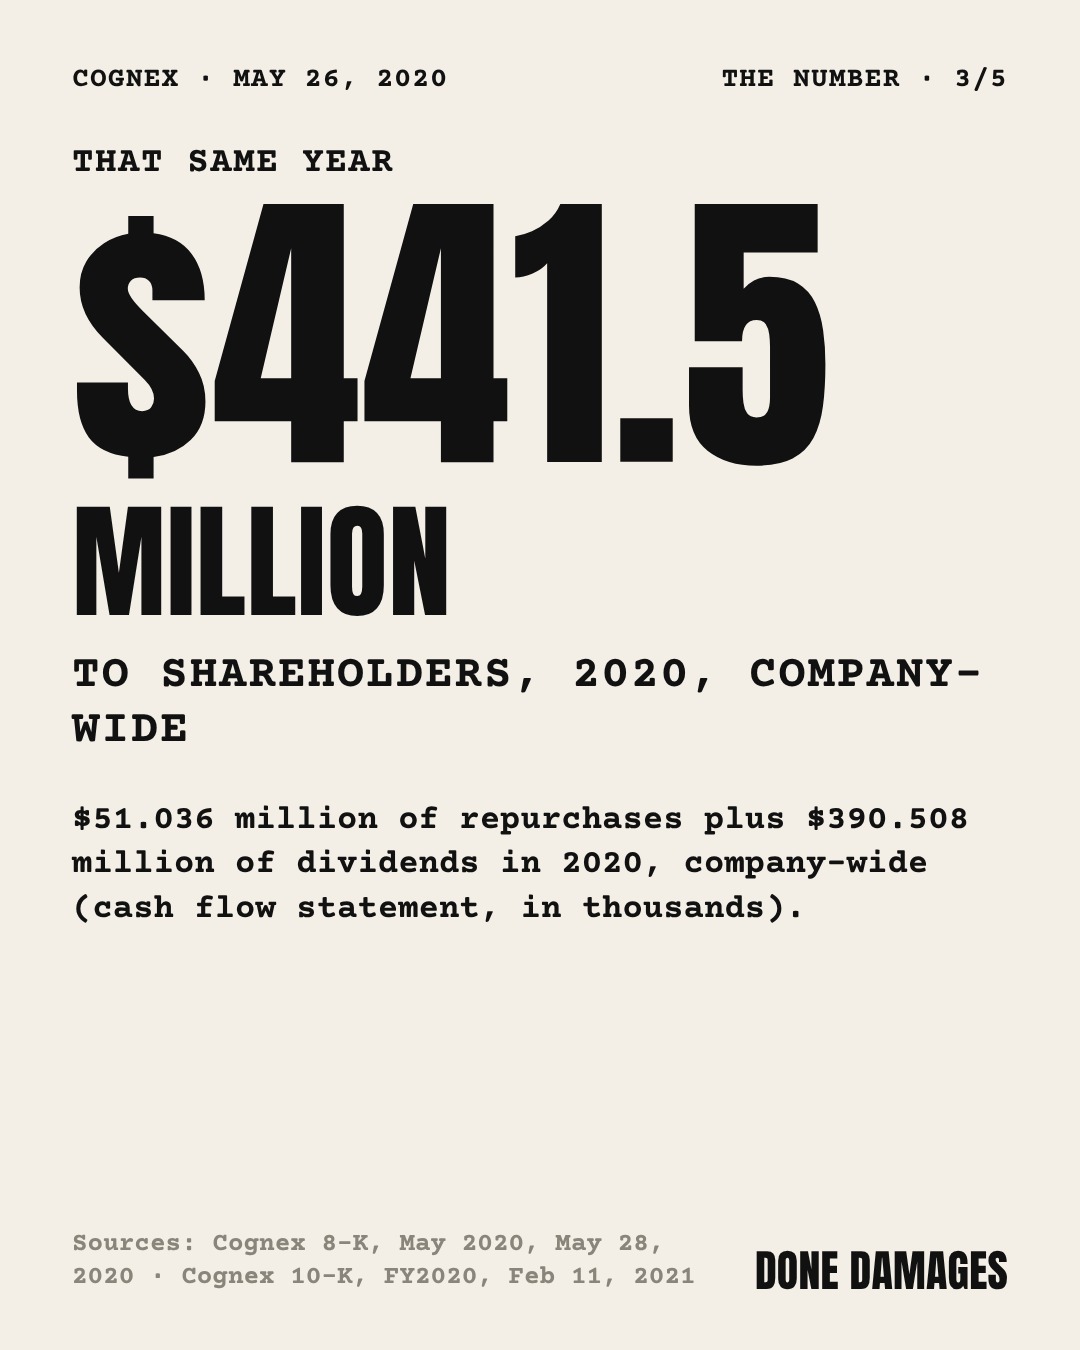 COGNEX · MAY 26, 2020
THE NUMBER · 3/5
THAT SAME YEAR
$441.5
MILLION
TO SHAREHOLDERS, 2020, COMPANY-
WIDE
$51.036 million of repurchases plus $390.508
million of dividends in 2020, company-wide
(cash flow statement, in thousands).
Sources: Cognex 8-K, May 2020, May 28,
2020 · Cognex 10-K, FY2020, Feb 11, 2021
DONE DAMAGES